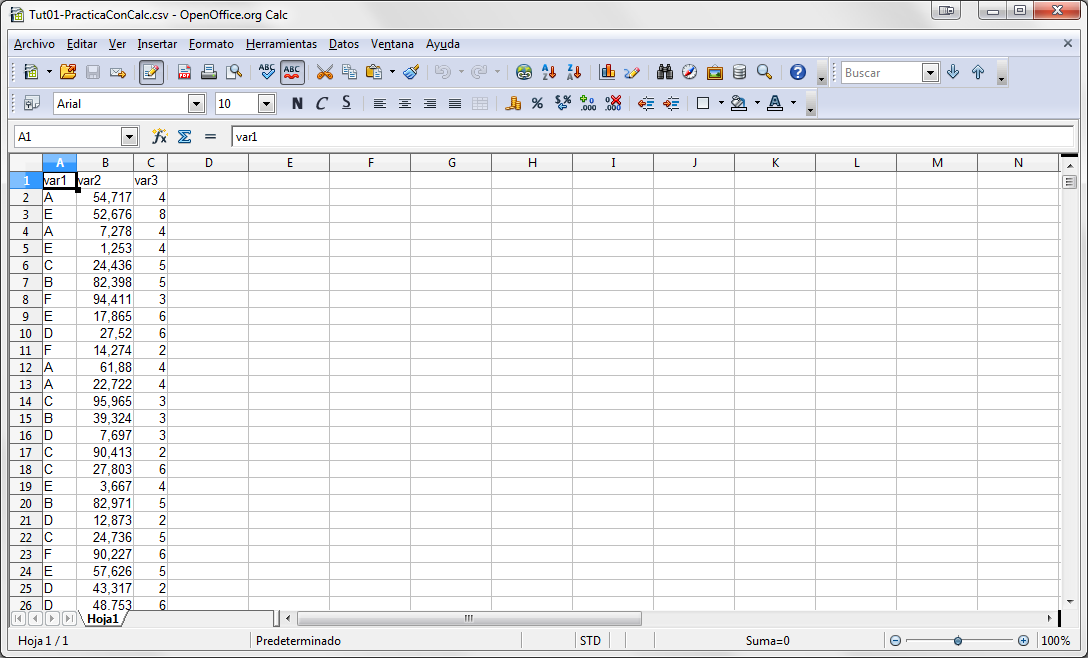 Tut01-PracticaConCalc.csv - OpenOffice.org Calc
Archivo Editar Ver Insertar Formato Herramientas Datos Ventana Ayuda
ABC ABC A Z Z A Buscar
Arial 10 N C S % $% .000 .000 A
A1 fx Σ = var1
A B C D E F G H I J K L M N
1 var1 var2 var3
2 A 54,717 4
3 E 52,676 8
4 A 7,278 4
5 E 1,253 4
6 C 24,436 5
7 B 82,398 5
8 F 94,411 3
9 E 17,865 6
10 D 27,52 6
11 F 14,274 2
12 A 61,88 4
13 A 22,722 4
14 C 95,965 3
15 B 39,324 3
16 D 7,697 3
17 C 90,413 2
18 C 27,803 6
19 E 3,667 4
20 B 82,971 5
21 D 12,873 2
22 C 24,736 5
23 F 90,227 6
24 E 57,626 5
25 D 43,317 2
26 D 48,753 6
Hoja1
Hoja 1 / 1 Predeterminado STD Suma=0 100%